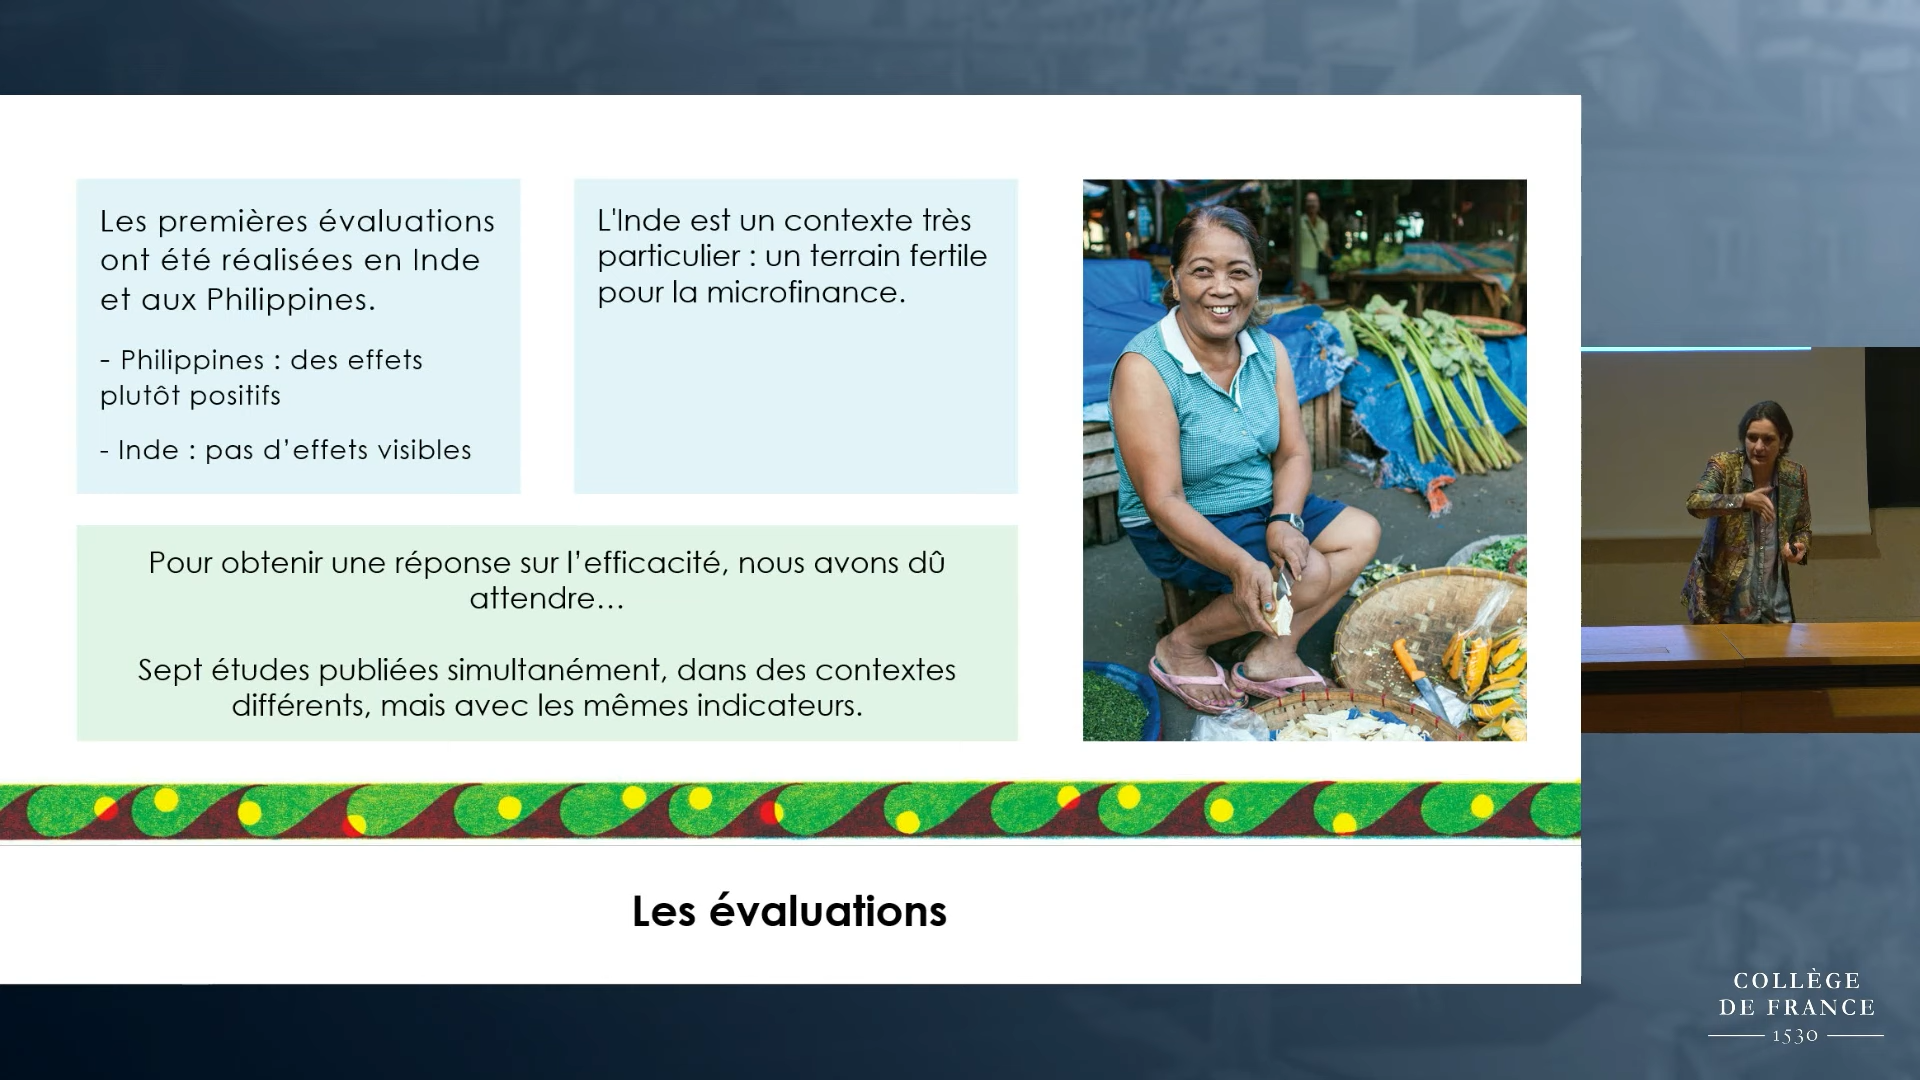 Les premières évaluations
ont été réalisées en Inde
et aux Philippines.
- Philippines : des effets
plutôt positifs
- Inde : pas d’effets visibles
L'Inde est un contexte très
particulier : un terrain fertile
pour la microfinance.
Pour obtenir une réponse sur l’efficacité, nous avons dû
attendre…
Sept études publiées simultanément, dans des contextes
différents, mais avec les mêmes indicateurs.
Les évaluations
COLLÈGE
DE FRANCE
1530